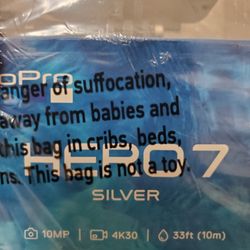 oPro
anger of suffocation,
away from babies and
this bag in cribs, beds,
HERO7
ns. This bag is not a toy.
SILVER
10MP
4K30
33ft (10m)